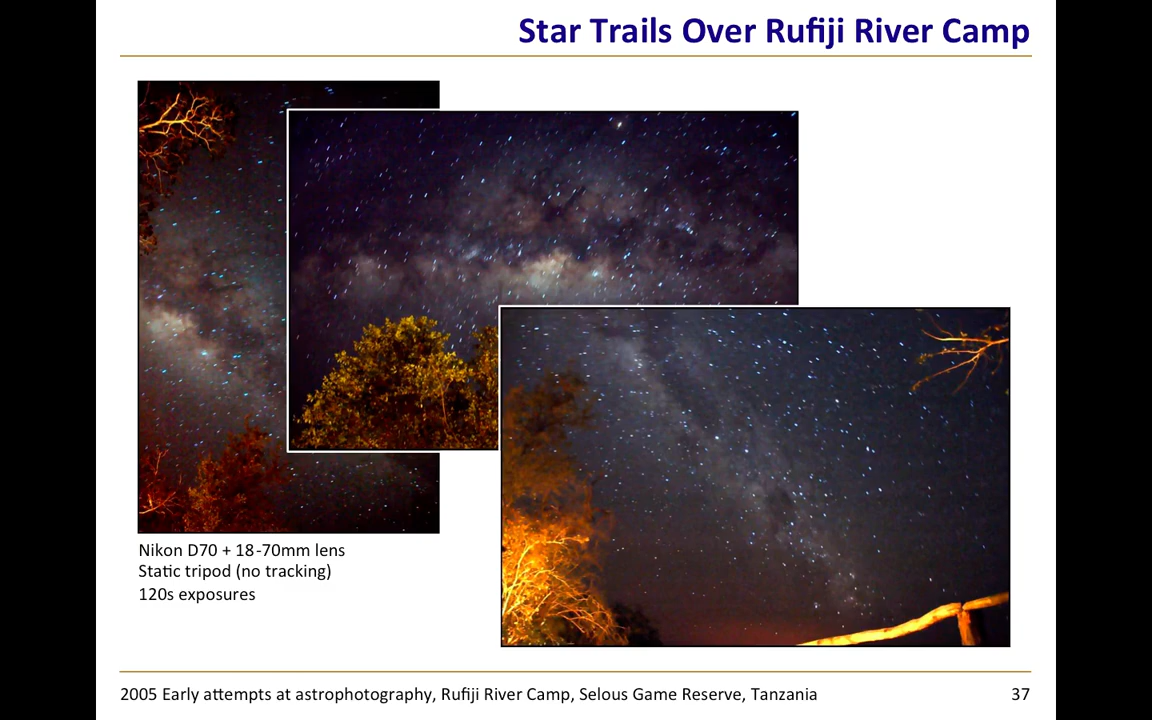 Star Trails Over Rufiji River Camp
Nikon D70 + 18-70mm lens
Static tripod (no tracking)
120s exposures
2005 Early attempts at astrophotography, Rufiji River Camp, Selous Game Reserve, Tanzania 37